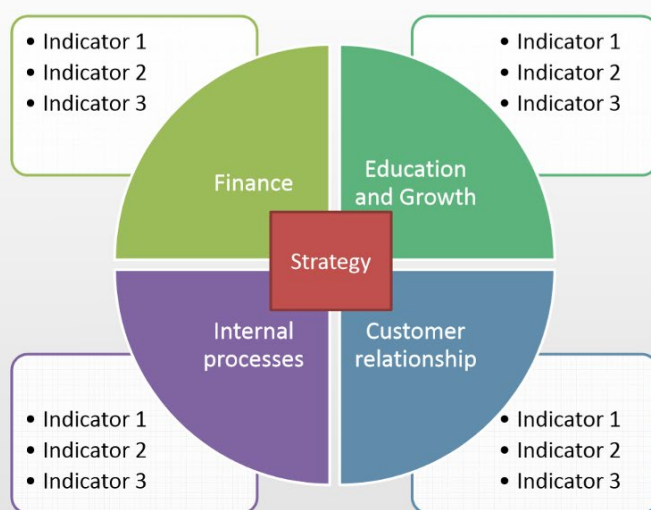 • Indicator 1
• Indicator 2
• Indicator 3
• Indicator 1
• Indicator 2
• Indicator 3
Finance
Education
and Growth
Strategy
Internal
processes
Customer
relationship
• Indicator 1
• Indicator 2
• Indicator 3
• Indicator 1
• Indicator 2
• Indicator 3